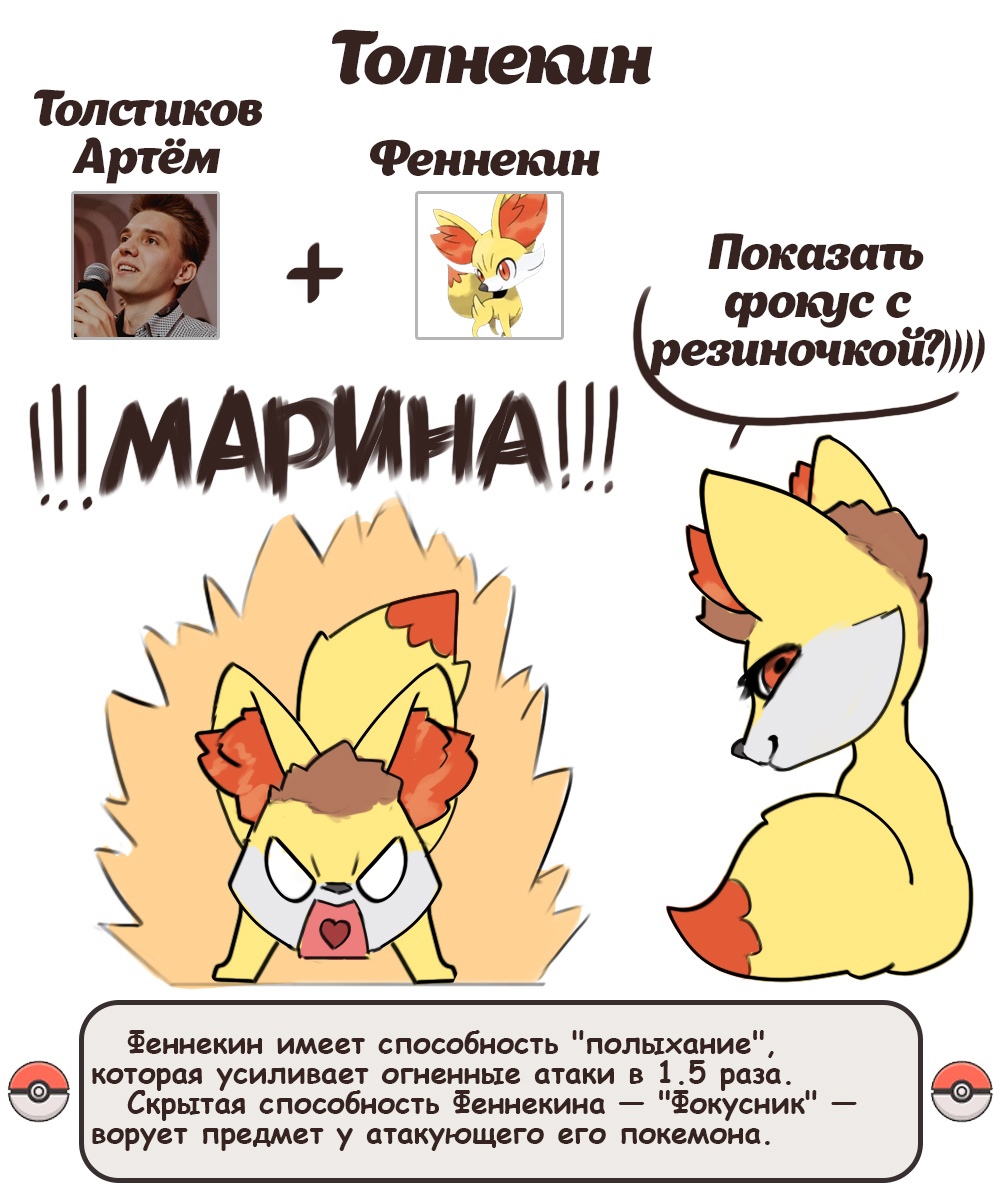 Толнекин
Толстиков
Артём
Феннекин
+
Показать
фокус с
резиночкой?))))
!!!МАРИНА!!!
Феннекин имеет способность "полыхание",
которая усиливает огненные атаки в 1.5 раза.
Скрытая способность Феннекина — "Фокусник" —
ворует предмет у атакующего его покемона.